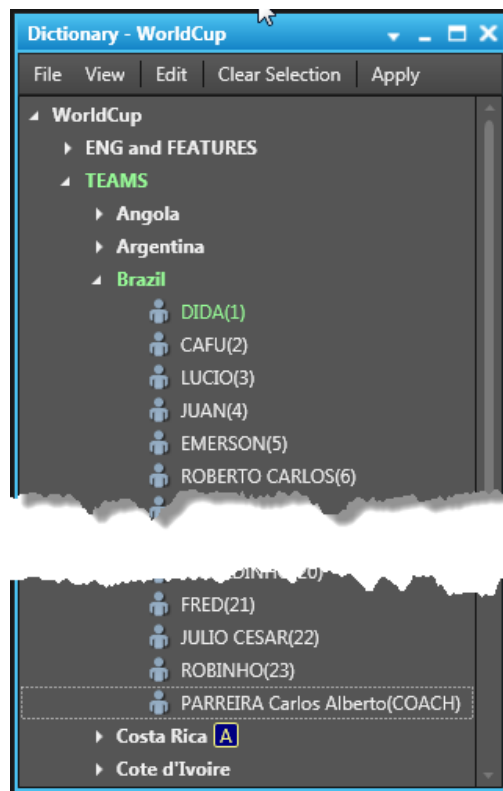 Dictionary - WorldCup
File View Edit Clear Selection Apply
WorldCup
ENG and FEATURES
TEAMS
Angola
Argentina
Brazil
DIDA(1)
CAFU(2)
LUCIO(3)
JUAN(4)
EMERSON(5)
ROBERTO CARLOS(6)
FRED(21)
JULIO CESAR(22)
ROBINHO(23)
PARREIRA Carlos Alberto(COACH)
Costa Rica A
Cote d'Ivoire